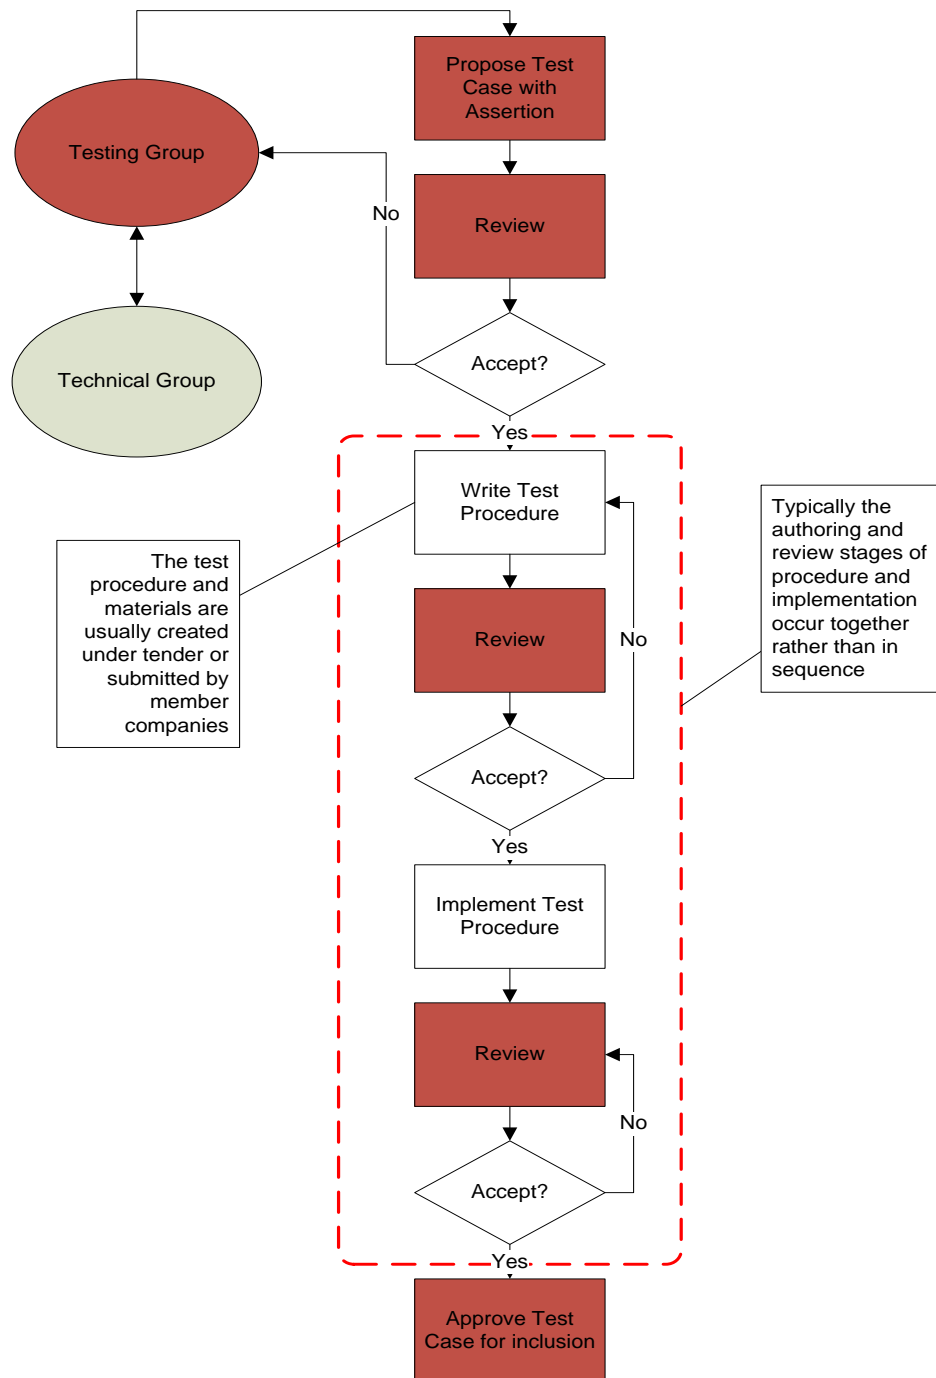 Propose Test
Case with
Assertion
Testing Group
No
Review
Technical Group
Accept?
Yes
Write Test
Procedure
Typically the
authoring and
review stages of
procedure and
implementation
occur together
rather than in
sequence
The test
procedure and
materials are
usually created
under tender or
submitted by
member
companies
Review
No
Accept?
Yes
Implement Test
Procedure
Review
No
Accept?
Yes
Approve Test
Case for inclusion